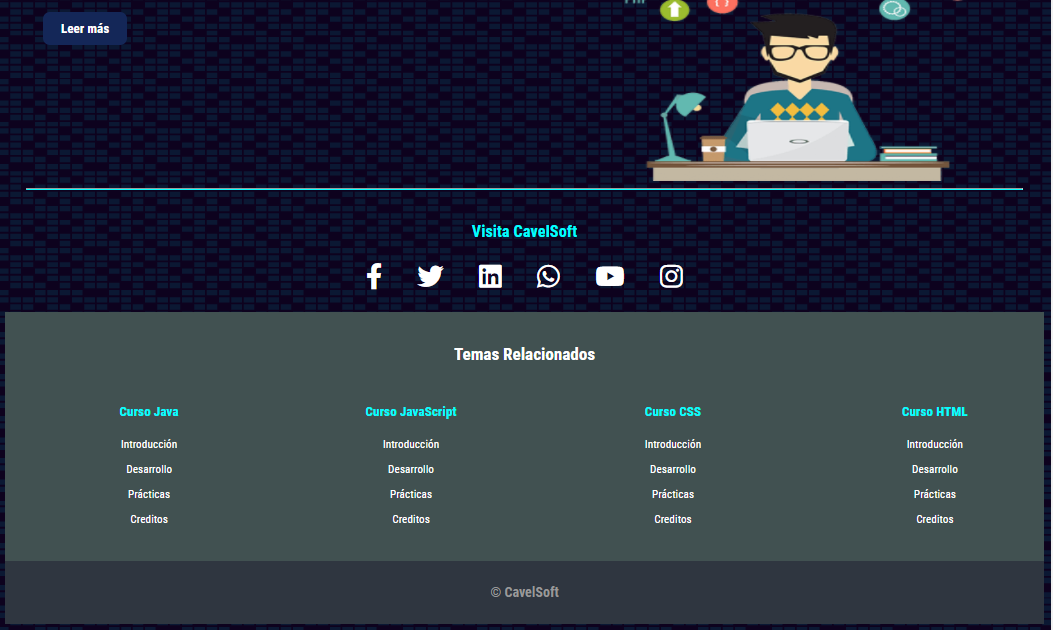 Leer más
Visita CavelSoft
Temas Relacionados
Curso Java
Introducción
Desarrollo
Prácticas
Creditos
Curso JavaScript
Introducción
Desarrollo
Prácticas
Creditos
Curso CSS
Introducción
Desarrollo
Prácticas
Creditos
Curso HTML
Introducción
Desarrollo
Prácticas
Creditos
© CavelSoft